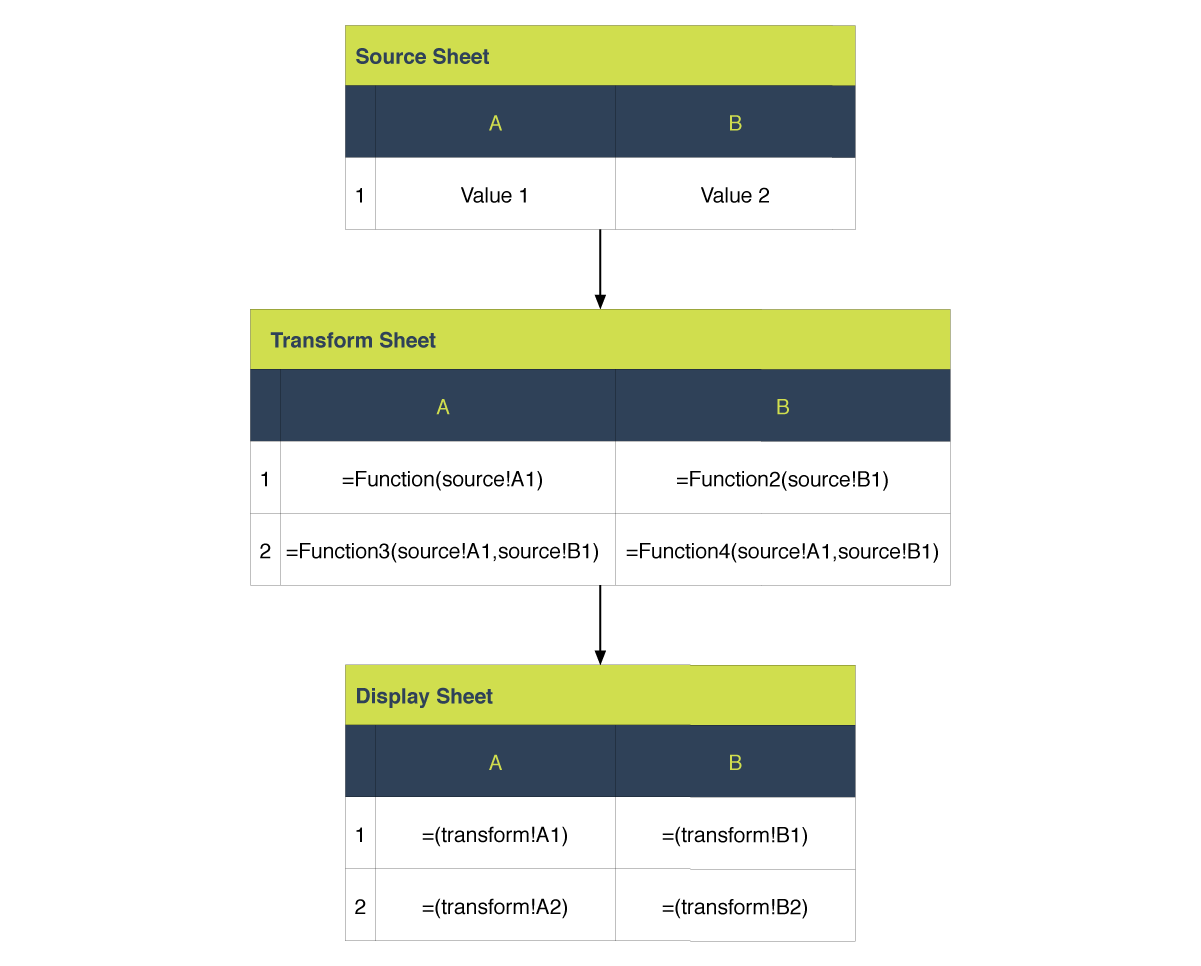 Source Sheet
A B
1 Value 1 Value 2
Transform Sheet
A B
1 =Function(source!A1) =Function2(source!B1)
2 =Function3(source!A1,source!B1) =Function4(source!A1,source!B1)
Display Sheet
A B
1 =(transform!A1) =(transform!B1)
2 =(transform!A2) =(transform!B2)